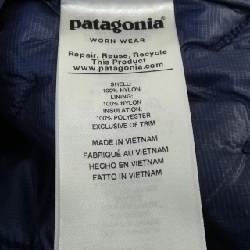 patagonia®
WORN WEAR
Repair, Reuse, Recycle
This Product
www.patagonia.com
SHELL:
100% NYLON
LINING:
100% NYLON
INSULATION:
100% POLYESTER
EXCLUSIVE OF TRIM
MADE IN VIETNAM
FABRIQUÉ AU VIETNAM
HECHO EN VIETNAM
FATTO IN VIETNAM